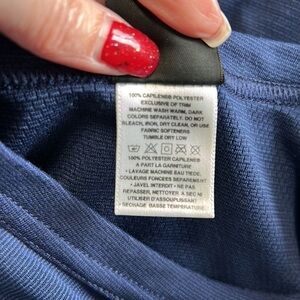 100% CAPILENE® POLYESTER
EXCLUSIVE OF TRIM
MACHINE WASH WARM, DARK
COLORS SEPARATELY. DO NOT
BLEACH, IRON, DRY CLEAN, OR USE
FABRIC SOFTENERS
TUMBLE DRY LOW
100% POLYESTER CAPILENE®
A PART LA GARNITURE
• LAVAGE MACHINE EAU TIEDE,
COULEURS FONCEES SEPAREMENT
• JAVEL INTERDIT • NE PAS
REPASSER, NETTOYER A SEC NI
UTILISER D'ASSOUPLISSANT
• SECHAGE BASSE TEMPERATURE